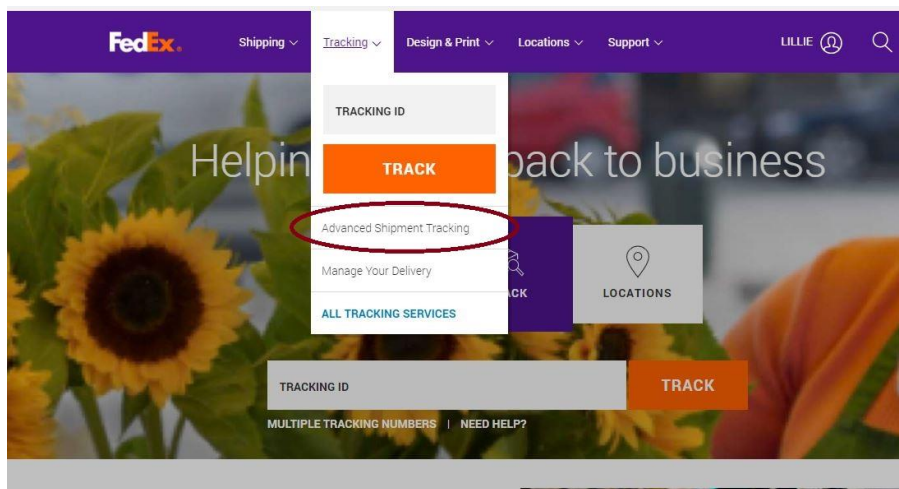 FedEx. Shipping Tracking Design & Print Locations Support LILLIE
TRACKING ID
TRACK
Helpin back to business
Advanced Shipment Tracking
Manage Your Delivery
ALL TRACKING SERVICES
CK LOCATIONS
TRACKING ID TRACK
MULTIPLE TRACKING NUMBERS | NEED HELP?